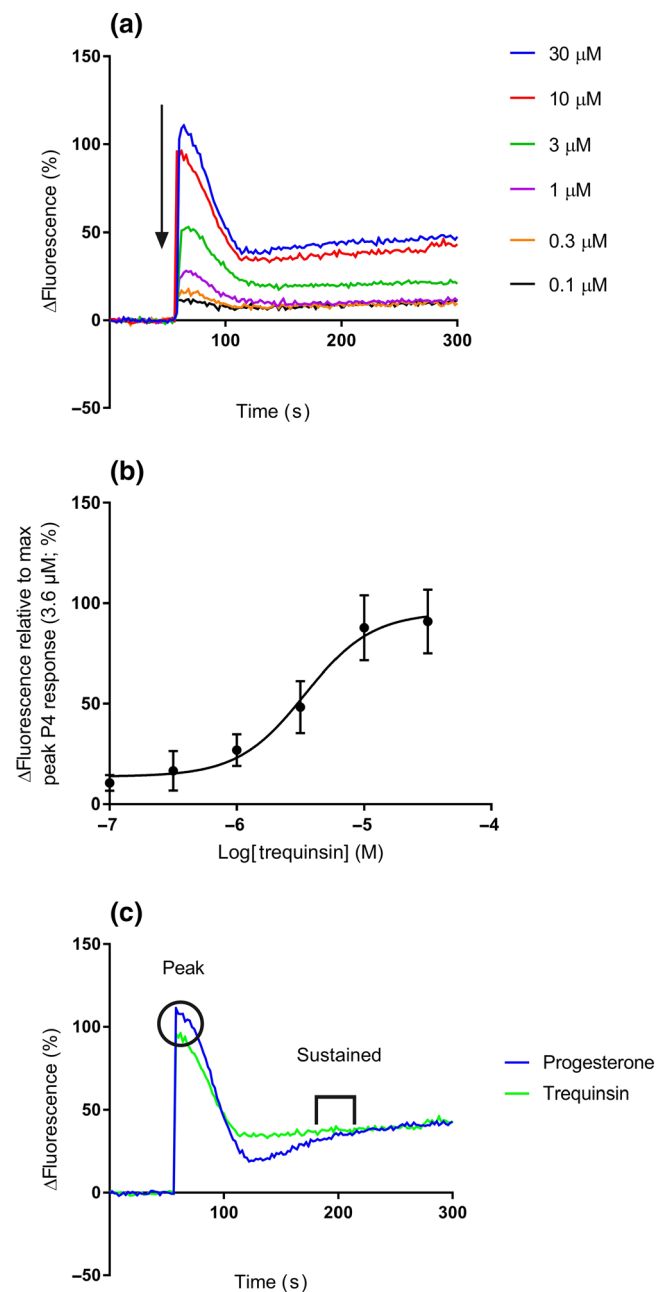 (a)
150
100
50
0
−50
100
200
300
ΔFluorescence (%)
Time (s)
30 μM
10 μM
3 μM
1 μM
0.3 μM
0.1 μM
(b)
150
100
50
0
−7
−6
−5
−4
ΔFluorescence relative to max
peak P4 response (3.6 μM; %)
Log[trequinsin] (M)
(c)
150
100
50
0
−50
100
200
300
ΔFluorescence (%)
Time (s)
Peak
Sustained
Progesterone
Trequinsin